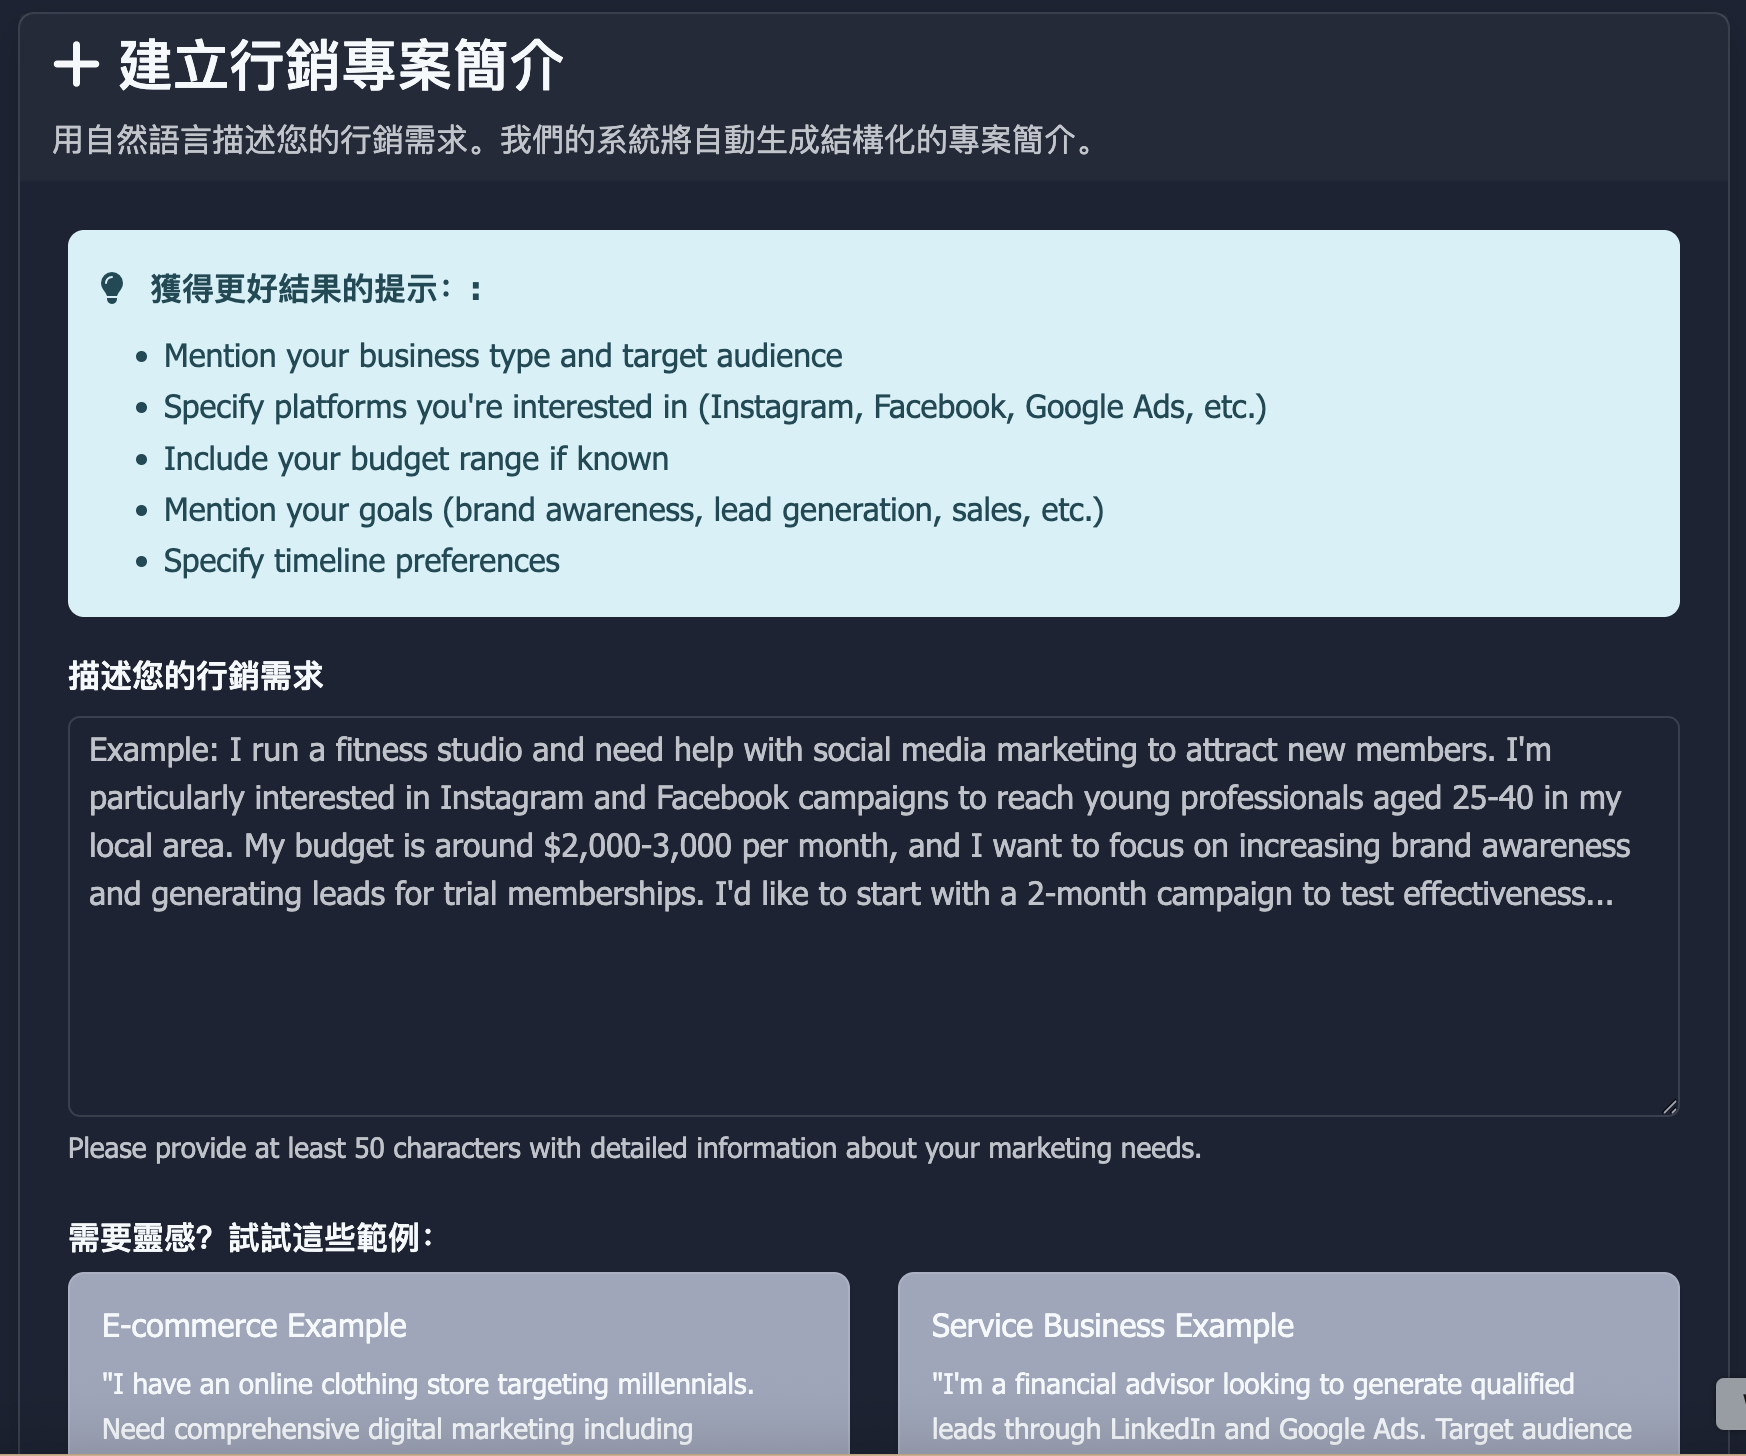 建立行銷專案簡介
用自然語言描述您的行銷需求。我們的系統將自動生成結構化的專案簡介。
獲得更好結果的提示：:
• Mention your business type and target audience
• Specify platforms you're interested in (Instagram, Facebook, Google Ads, etc.)
• Include your budget range if known
• Mention your goals (brand awareness, lead generation, sales, etc.)
• Specify timeline preferences
描述您的行銷需求
Example: I run a fitness studio and need help with social media marketing to attract new members. I'm
particularly interested in Instagram and Facebook campaigns to reach young professionals aged 25-40 in my
local area. My budget is around $2,000-3,000 per month, and I want to focus on increasing brand awareness
and generating leads for trial memberships. I'd like to start with a 2-month campaign to test effectiveness...
Please provide at least 50 characters with detailed information about your marketing needs.
需要靈感？試試這些範例：
E-commerce Example
"I have an online clothing store targeting millennials.
Need comprehensive digital marketing including
Service Business Example
"I'm a financial advisor looking to generate qualified
leads through LinkedIn and Google Ads. Target audience